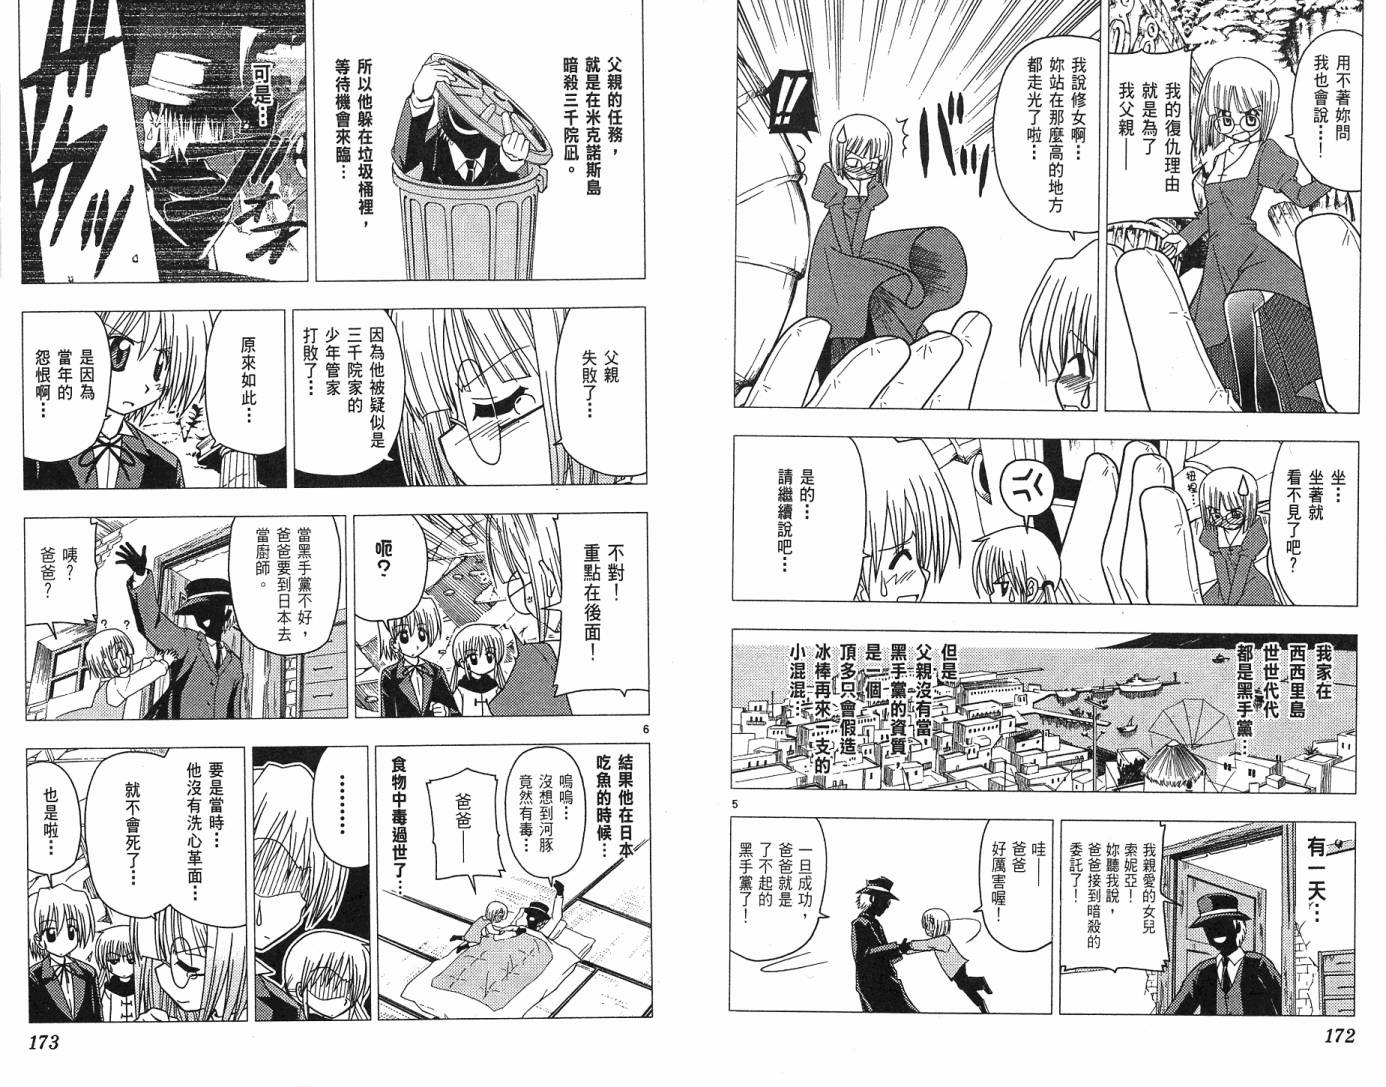 用不著妳問
我也會說…!
我的復仇理由
就是為了
我父親——
我說修女啊…
妳站在那麼高的地方
都走光了啦…
!!
坐…
坐著就
看不見了吧?
扭捏…
是的…
請繼續說吧…
我家在
西西里島
世世代代
都是黑手黨…
但是
父親沒有當
黑手黨的資質
是一個、
頂多只會假造
冰棒再來一支的
小混混…
5
有一天…
我親愛的女兒
索妮亞!
妳聽我說,
爸爸接到暗殺的
委託了!
哇——
爸爸
好厲害喔!
一旦成功,
爸爸就是
了不起的
黑手黨了!
172
父親的任務,
就是在米克諾斯島
暗殺三千院凪。
所以他躲在垃圾桶裡,
等待機會來臨…
可是…
父親
失敗了…
因為他被疑似是
三千院家的
少年管家
打敗了…
原來如此…
是因為
當年的
怨恨啊…
不對!
重點在後面!
呃?
當黑手黨不好,
爸爸要到日本去
當廚師。
咦?
爸爸?
6
結果他在日本
吃魚的時候…
嗚嗚…
沒想到河豚
竟然有毒…
爸爸——
食物中毒過世了…
………
要是當時…
他沒有洗心革面…
就不會死了…
也是啦…
173